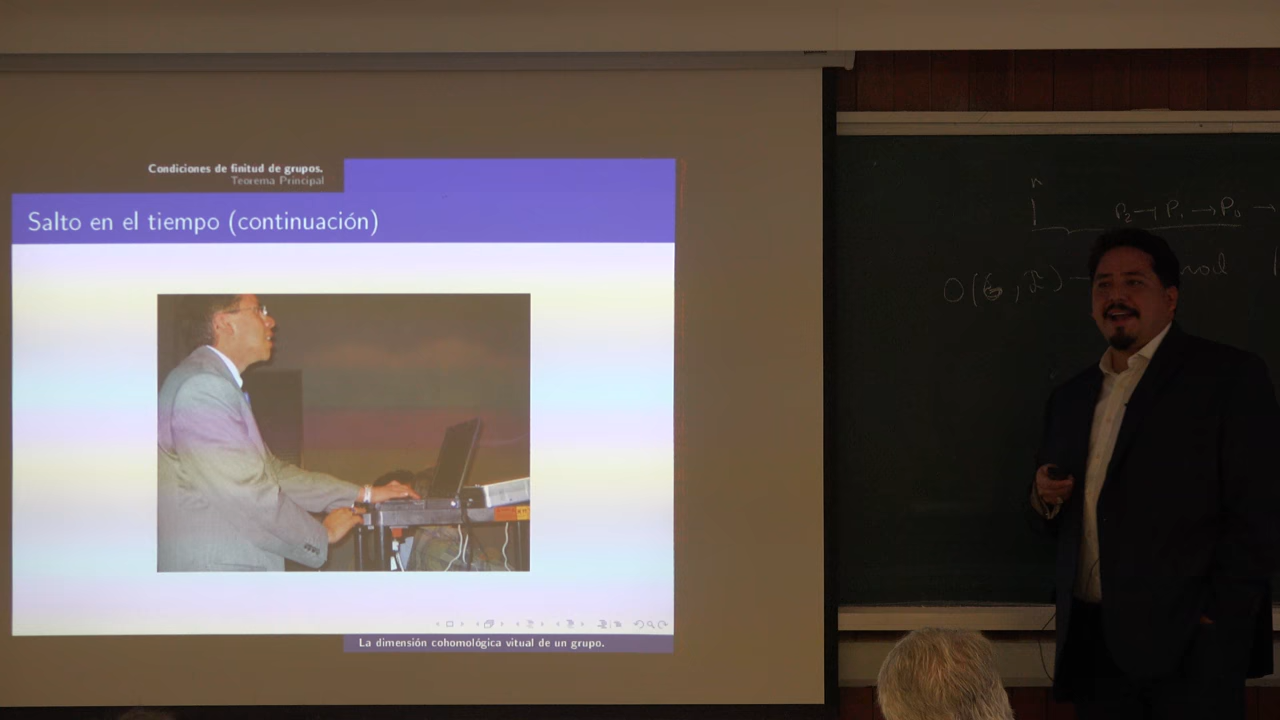 Condiciones de finitud de grupos.
Teorema Principal
Salto en el tiempo (continuación)
La dimensión cohomológica vitual de un grupo.
n
P₂→P₁→P₀→